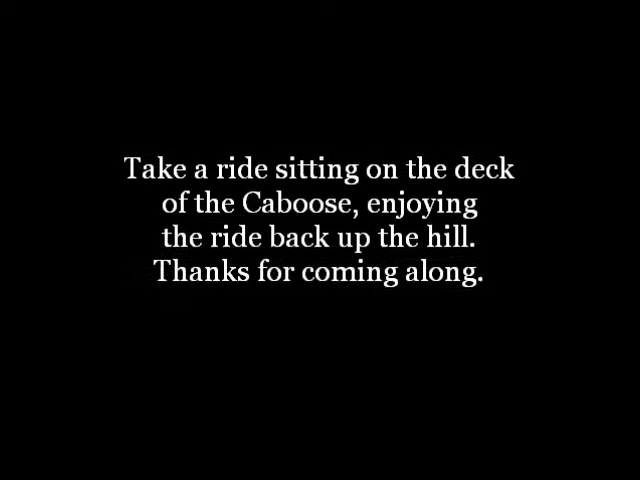 Take a ride sitting on the deck
of the Caboose, enjoying
the ride back up the hill.
Thanks for coming along.